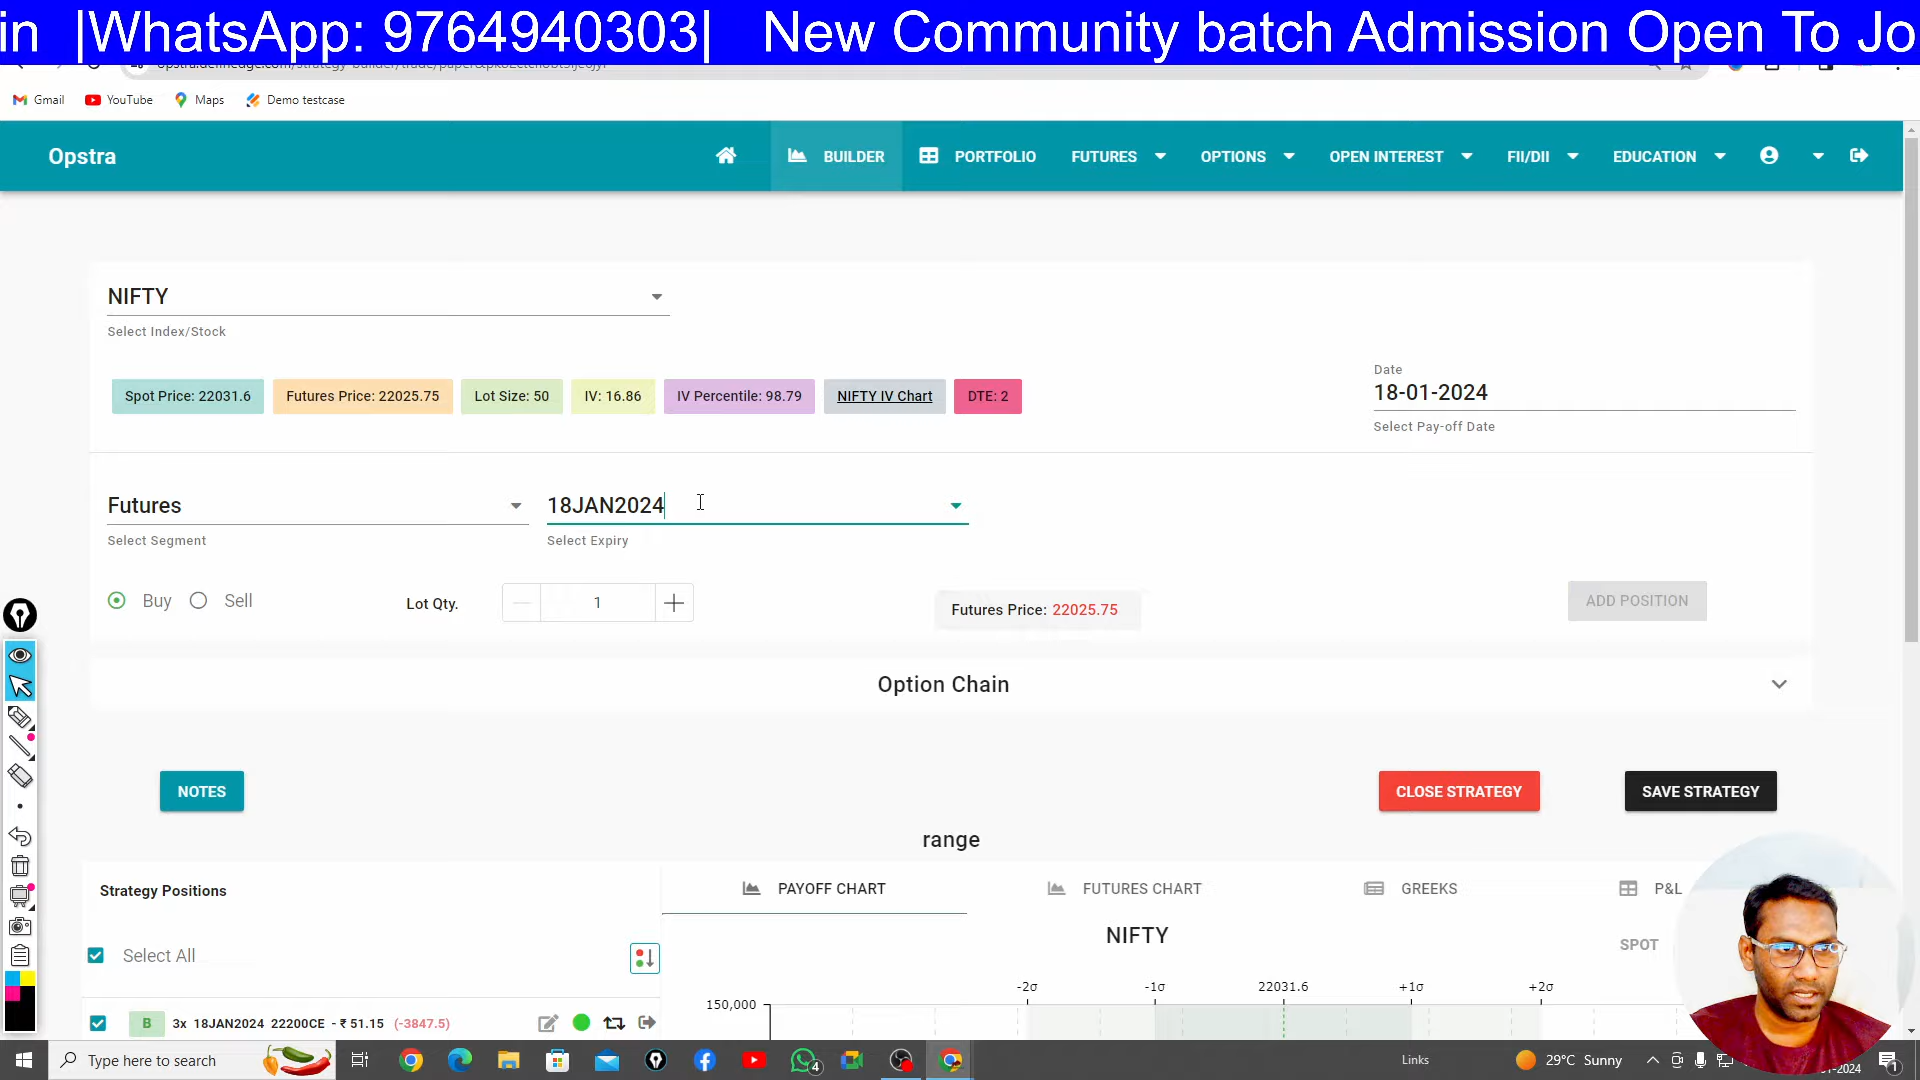 in |WhatsApp: 9764940303| New Community batch Admission Open To Jo
Gmail YouTube Maps Demo testcase
Opstra BUILDER PORTFOLIO FUTURES OPTIONS OPEN INTEREST FII/DII EDUCATION
NIFTY
Select Index/Stock
Spot Price: 22031.6 Futures Price: 22025.75 Lot Size: 50 IV: 16.86 IV Percentile: 98.79 NIFTY IV Chart DTE: 2
Date
18-01-2024
Select Pay-off Date
Futures 18JAN2024
Select Segment Select Expiry
Buy Sell Lot Qty. 1 Futures Price: 22025.75 ADD POSITION
Option Chain
NOTES CLOSE STRATEGY SAVE STRATEGY
range
Strategy Positions PAYOFF CHART FUTURES CHART GREEKS P&L
NIFTY
SPOT
Select All
-2σ -1σ 22031.6 +1σ +2σ
150,000
B 3x 18JAN2024 22200CE - ₹ 51.15 (-3847.5)
Type here to search 4 Links 29°C Sunny 1